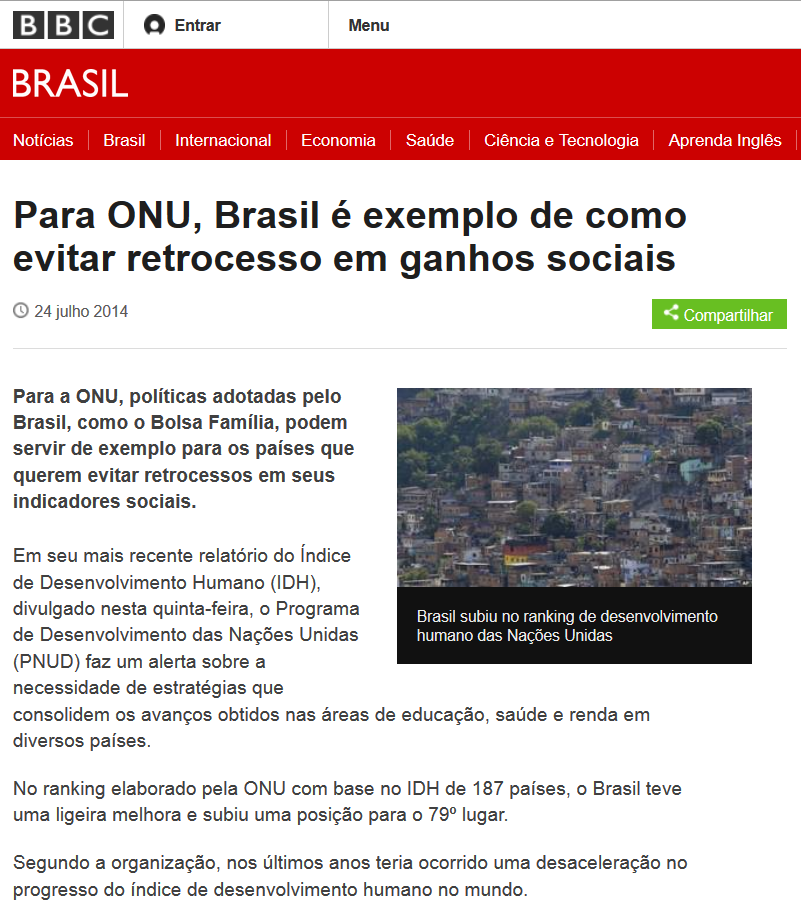 BBC
Entrar
Menu
BRASIL
Notícias
Brasil
Internacional
Economia
Saúde
Ciência e Tecnologia
Aprenda Inglês
Para ONU, Brasil é exemplo de como
evitar retrocesso em ganhos sociais
24 julho 2014
Compartilhar
Para a ONU, políticas adotadas pelo
Brasil, como o Bolsa Família, podem
servir de exemplo para os países que
querem evitar retrocessos em seus
indicadores sociais.
Brasil subiu no ranking de desenvolvimento
humano das Nações Unidas
Em seu mais recente relatório do Índice
de Desenvolvimento Humano (IDH),
divulgado nesta quinta-feira, o Programa
de Desenvolvimento das Nações Unidas
(PNUD) faz um alerta sobre a
necessidade de estratégias que
consolidem os avanços obtidos nas áreas de educação, saúde e renda em
diversos países.
No ranking elaborado pela ONU com base no IDH de 187 países, o Brasil teve
uma ligeira melhora e subiu uma posição para o 79º lugar.
Segundo a organização, nos últimos anos teria ocorrido uma desaceleração no
progresso do índice de desenvolvimento humano no mundo.